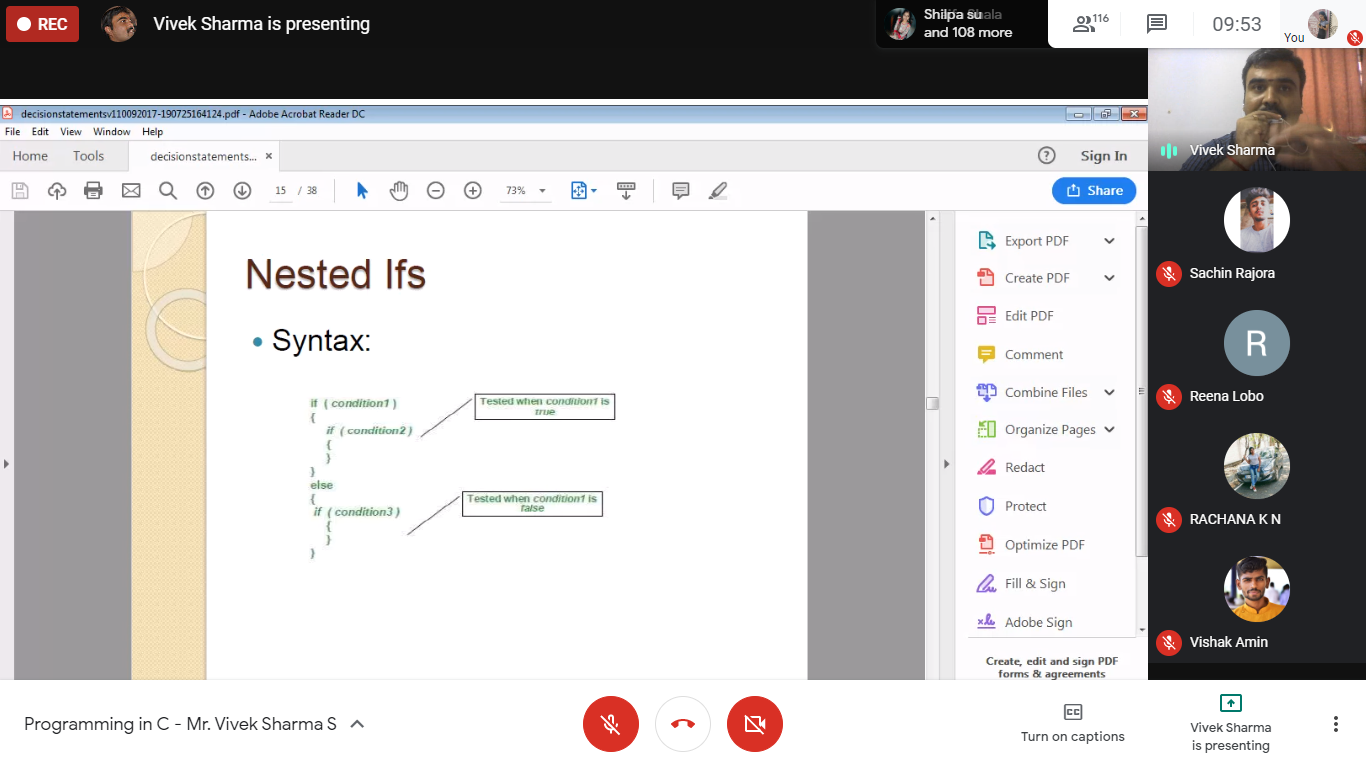 REC
Vivek Sharma is presenting
Shilpa su
and 108 more
116
09:53
You
decisionstatementsv110092017-190725164124.pdf - Adobe Acrobat Reader DC
File Edit View Window Help
Home Tools decisionstatements... × Sign In
15 / 38 73% Share
Nested Ifs
• Syntax:
if ( condition1 )
{
if ( condition2 )
{
}
}
else
{
if ( condition3 )
{
}
}
Tested when condition1 is
true
Tested when condition1 is
false
Export PDF
Create PDF
Edit PDF
Comment
Combine Files
Organize Pages
Redact
Protect
Optimize PDF
Fill & Sign
Adobe Sign
Create, edit and sign PDF
forms & agreements
Vivek Sharma
Sachin Rajora
R
Reena Lobo
RACHANA K N
Vishak Amin
Programming in C - Mr. Vivek Sharma S
CC
Turn on captions
Vivek Sharma
is presenting